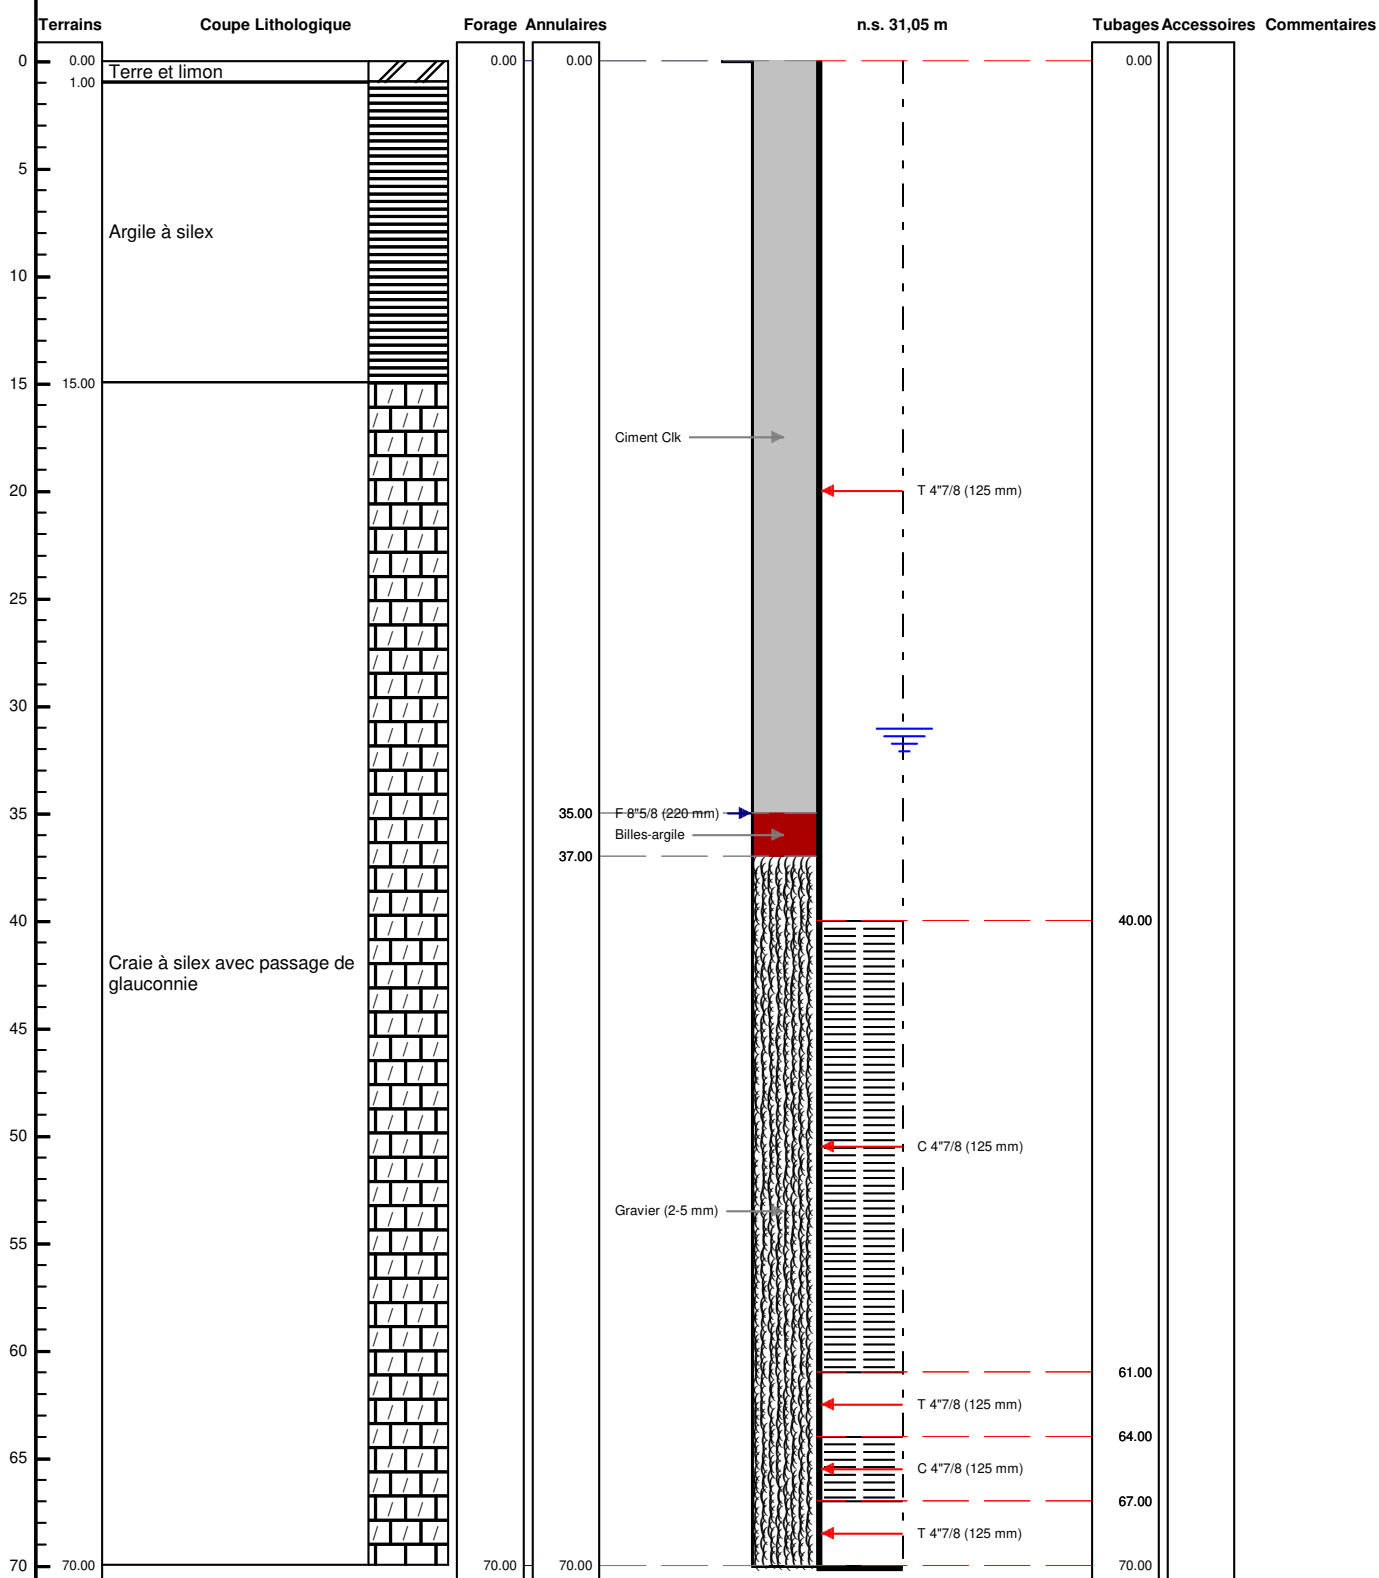 Terrains Coupe Lithologique Forage Annulaires n.s. 31,05 m Tubages Accessoires Commentaires
0 0.00 0.00 0.00 0.00
Terre et limon
1.00
5
Argile à silex
10
15 15.00
Ciment Clk
20 T 4"7/8 (125 mm)
25
30
35 35.00 F 8"5/8 (220 mm)
Billes-argile
37.00
40 40.00
Craie à silex avec passage de
glauconnie
45
50 C 4"7/8 (125 mm)
Gravier (2-5 mm)
55
60
61.00
T 4"7/8 (125 mm)
64.00
65 C 4"7/8 (125 mm)
67.00
T 4"7/8 (125 mm)
70 70.00 70.00 70.00 70.00